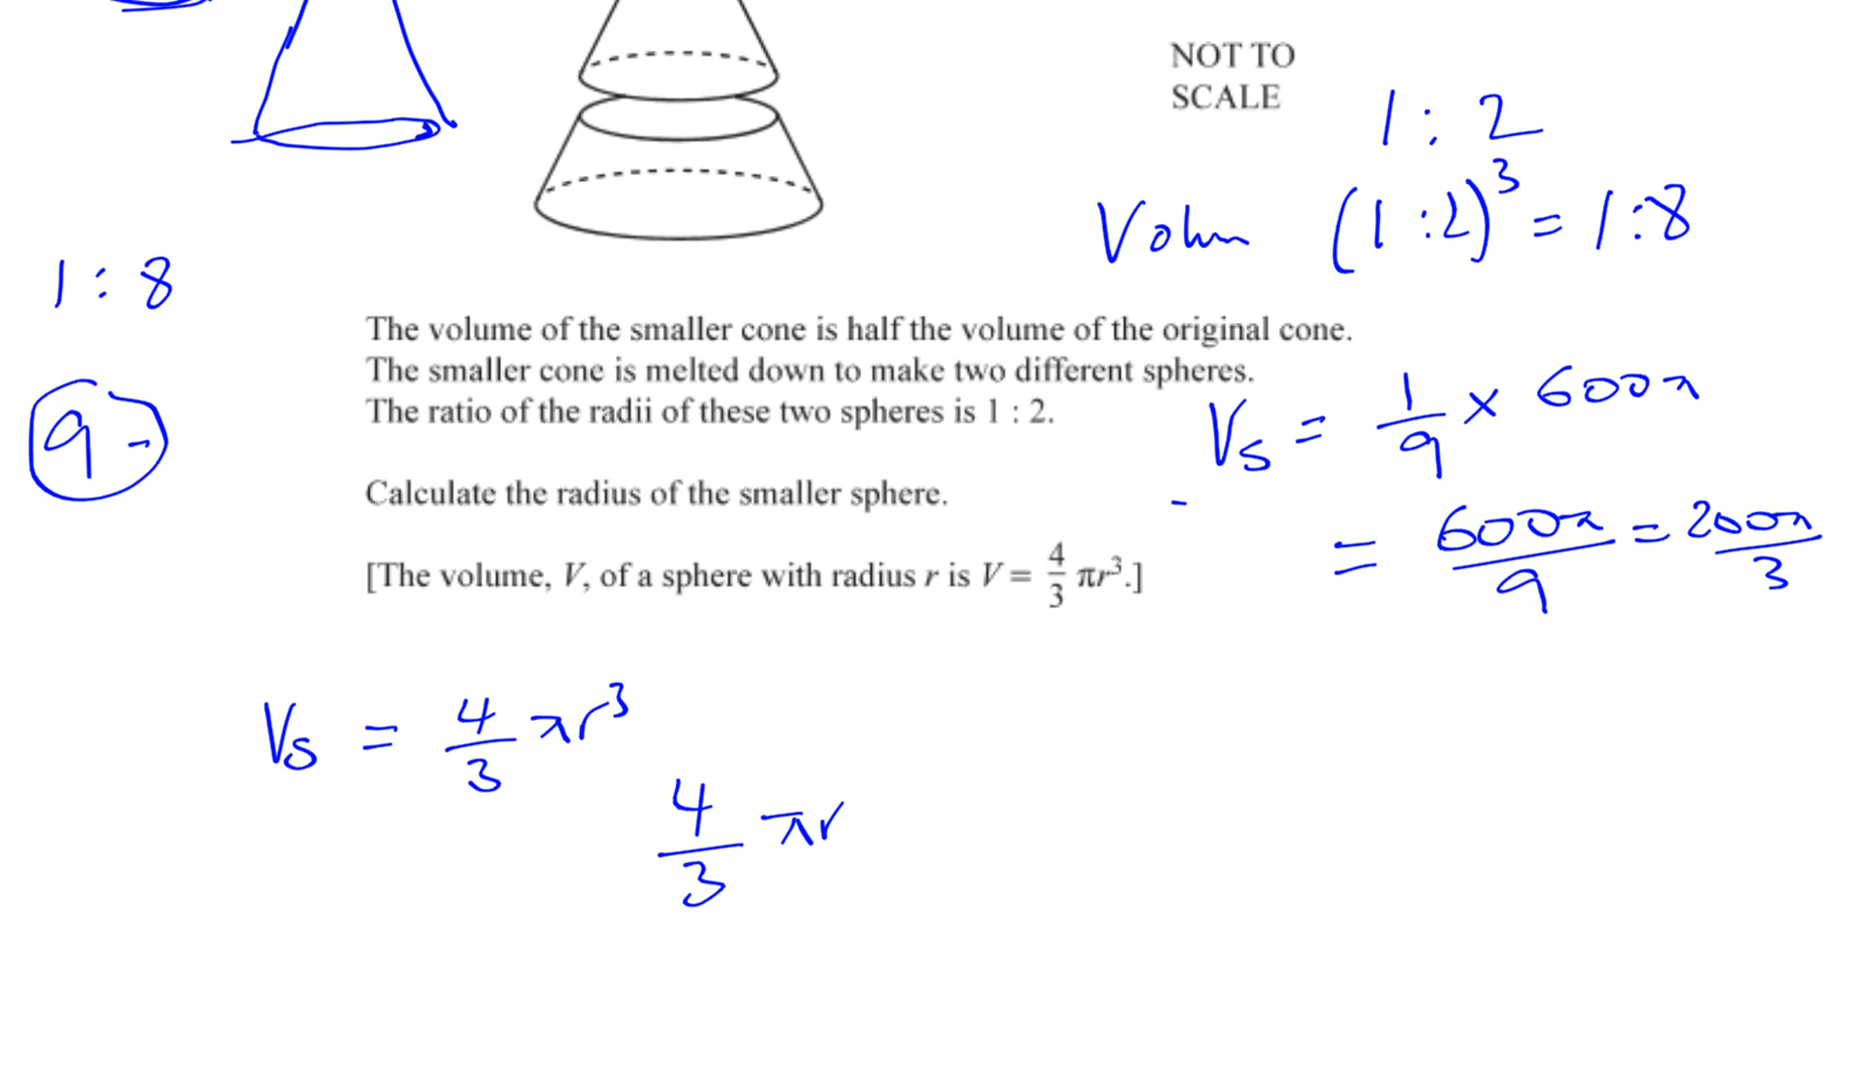 NOT TO
SCALE
1 : 2
Volum (1 : 2)³ = 1 : 8
1 : 8
The volume of the smaller cone is half the volume of the original cone.
The smaller cone is melted down to make two different spheres.
The ratio of the radii of these two spheres is 1 : 2.
9
Vs = 1/9 × 600π
Calculate the radius of the smaller sphere.
= 600π/9 = 200π/3
[The volume, V, of a sphere with radius r is V = 4/3 πr³.]
Vs = 4/3 πr³
4/3 πr